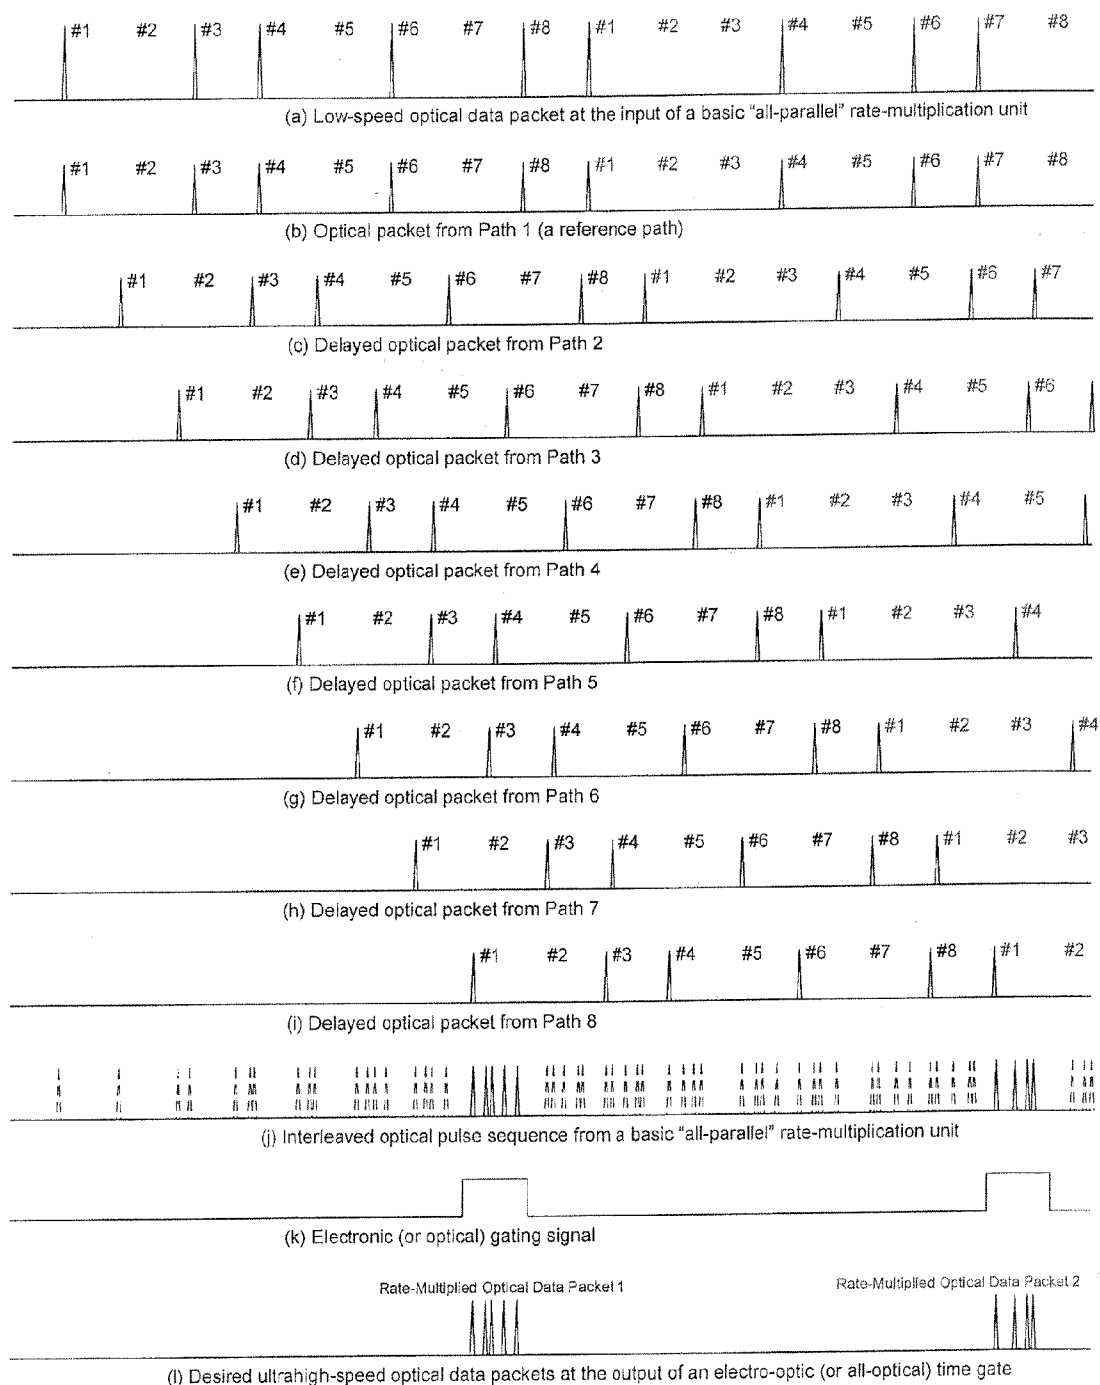 #1 #2 #3 #4 #5 #6 #7 #8 #1 #2 #3 #4 #5 #6 #7 #8
(a) Low-speed optical data packet at the input of a basic "all-parallel" rate-multiplication unit
#1 #2 #3 #4 #5 #6 #7 #8 #1 #2 #3 #4 #5 #6 #7 #8
(b) Optical packet from Path 1 (a reference path)
#1 #2 #3 #4 #5 #6 #7 #8 #1 #2 #3 #4 #5 #6 #7
(c) Delayed optical packet from Path 2
#1 #2 #3 #4 #5 #6 #7 #8 #1 #2 #3 #4 #5 #6
(d) Delayed optical packet from Path 3
#1 #2 #3 #4 #5 #6 #7 #8 #1 #2 #3 #4 #5
(e) Delayed optical packet from Path 4
#1 #2 #3 #4 #5 #6 #7 #8 #1 #2 #3 #4
(f) Delayed optical packet from Path 5
#1 #2 #3 #4 #5 #6 #7 #8 #1 #2 #3 #4
(g) Delayed optical packet from Path 6
#1 #2 #3 #4 #5 #6 #7 #8 #1 #2 #3
(h) Delayed optical packet from Path 7
#1 #2 #3 #4 #5 #6 #7 #8 #1 #2
(i) Delayed optical packet from Path 8
(j) Interleaved optical pulse sequence from a basic "all-parallel" rate-multiplication unit
(k) Electronic (or optical) gating signal
Rate-Multiplied Optical Data Packet 1 Rate-Multiplied Optical Data Packet 2
(l) Desired ultrahigh-speed optical data packets at the output of an electro-optic (or all-optical) time gate